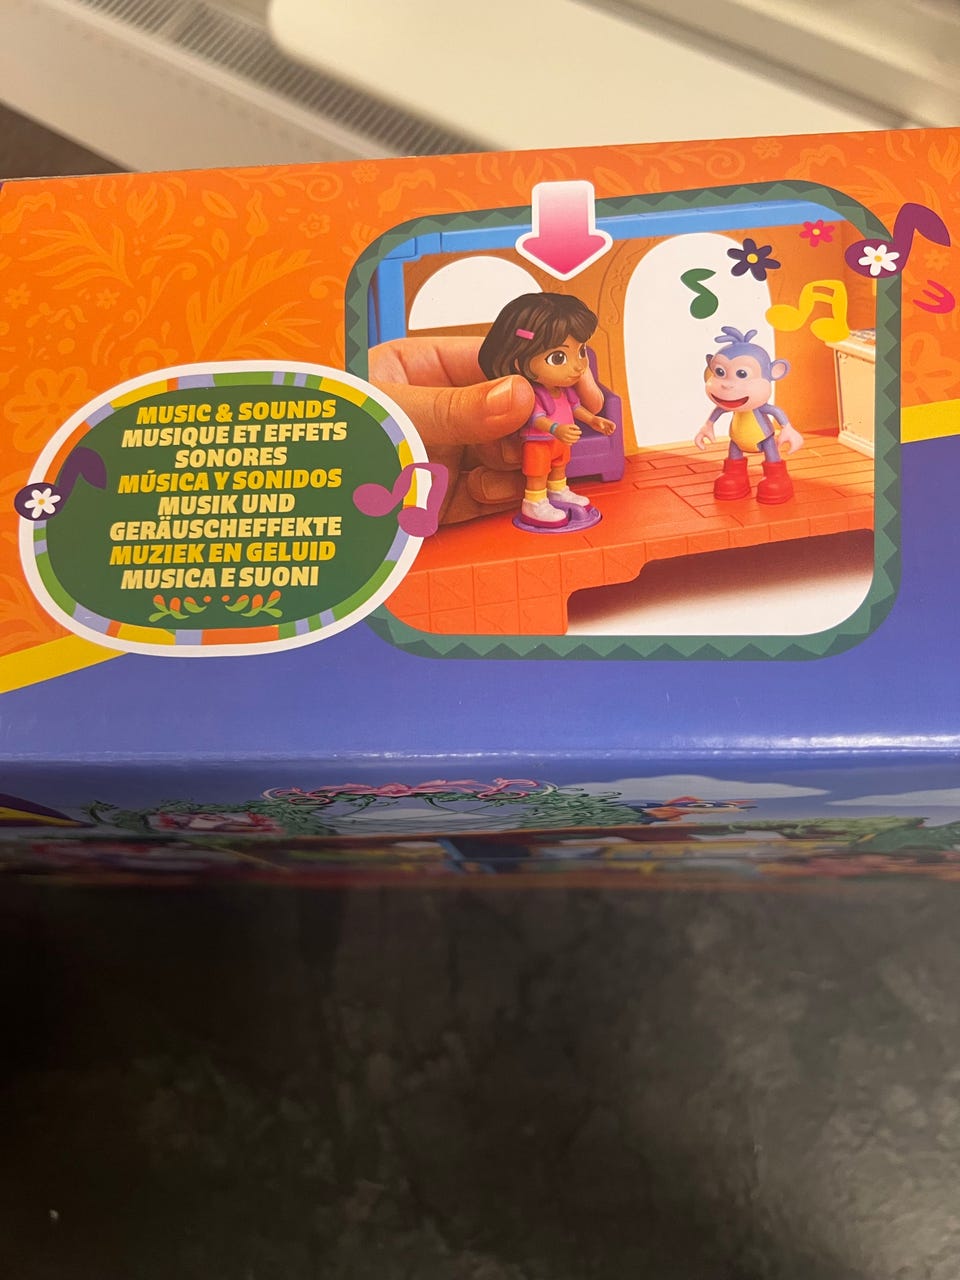 MUSIC & SOUNDS
MUSIQUE ET EFFETS
SONORES
MÚSICA Y SONIDOS
MUSIK UND
GERÄUSCHEFFEKTE
MUZIEK EN GELUID
MUSICA E SUONI